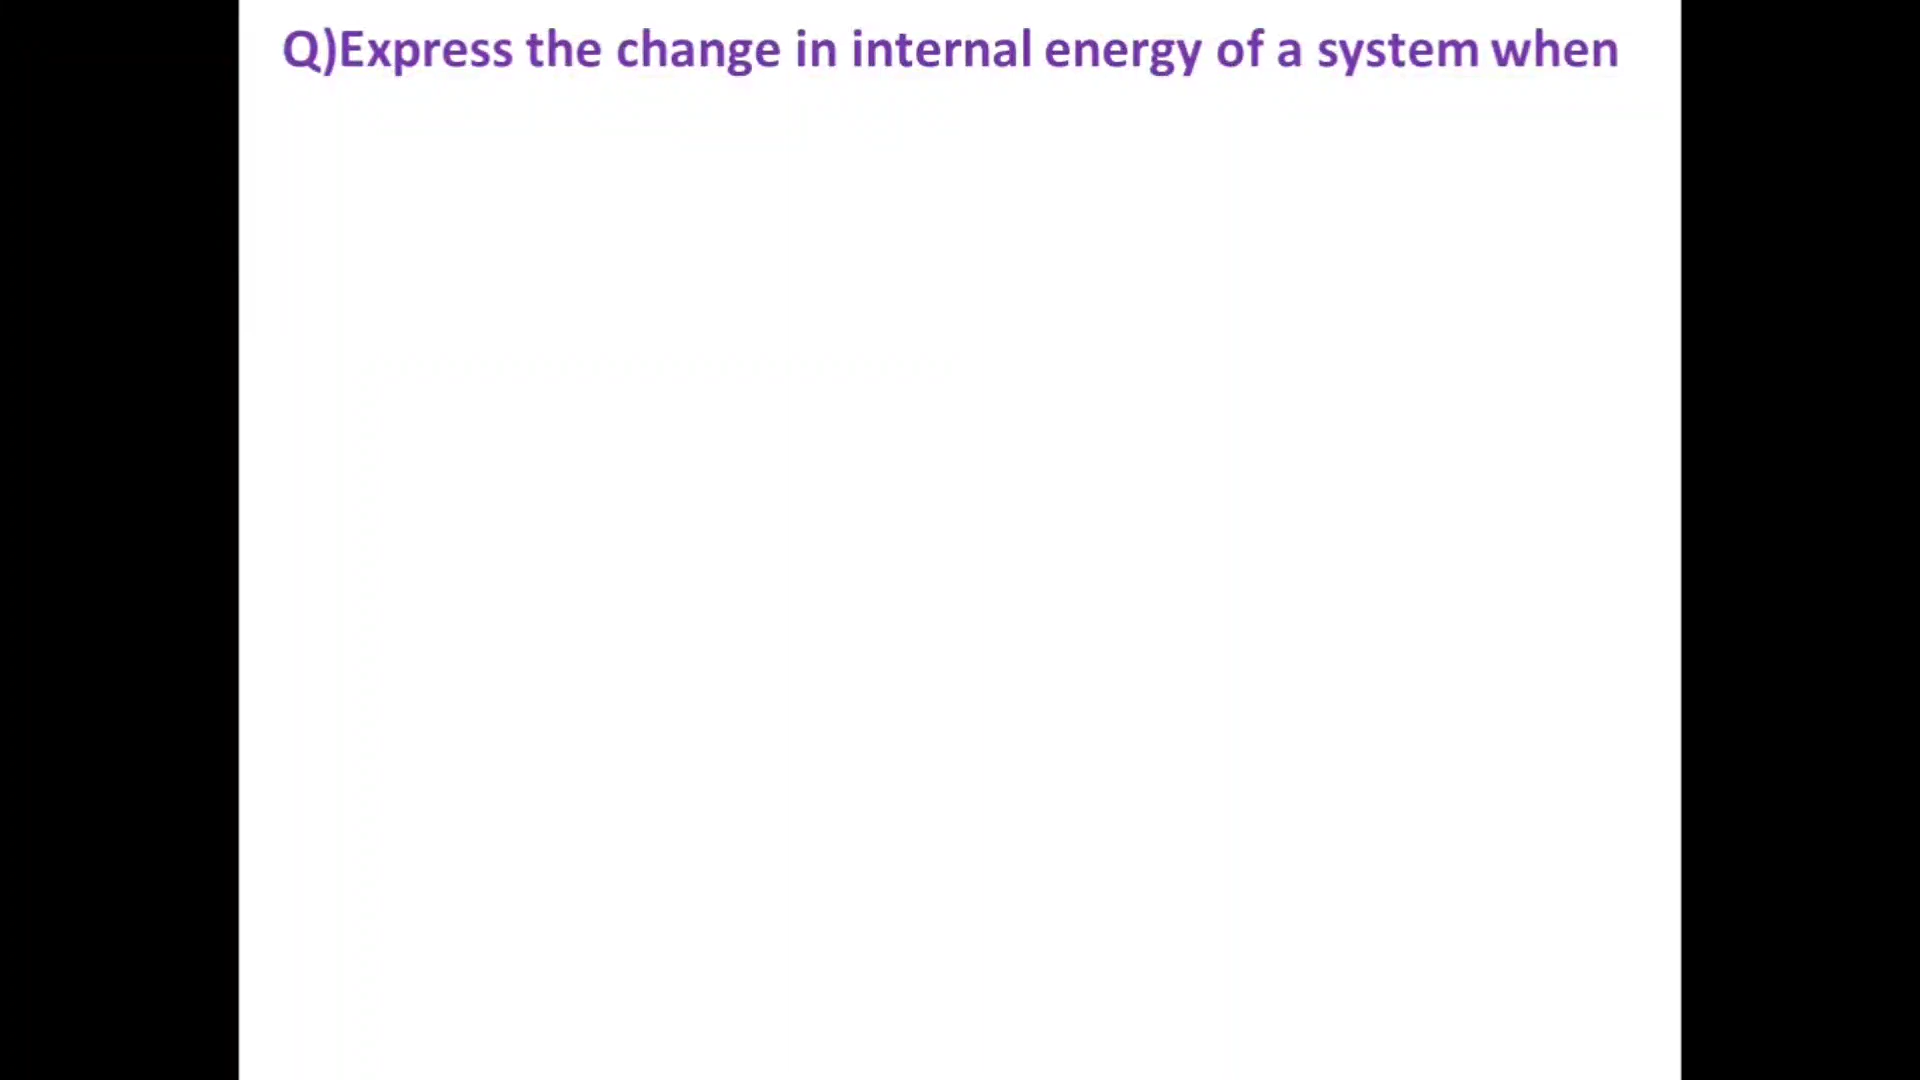 Q)Express the change in internal energy of a system when